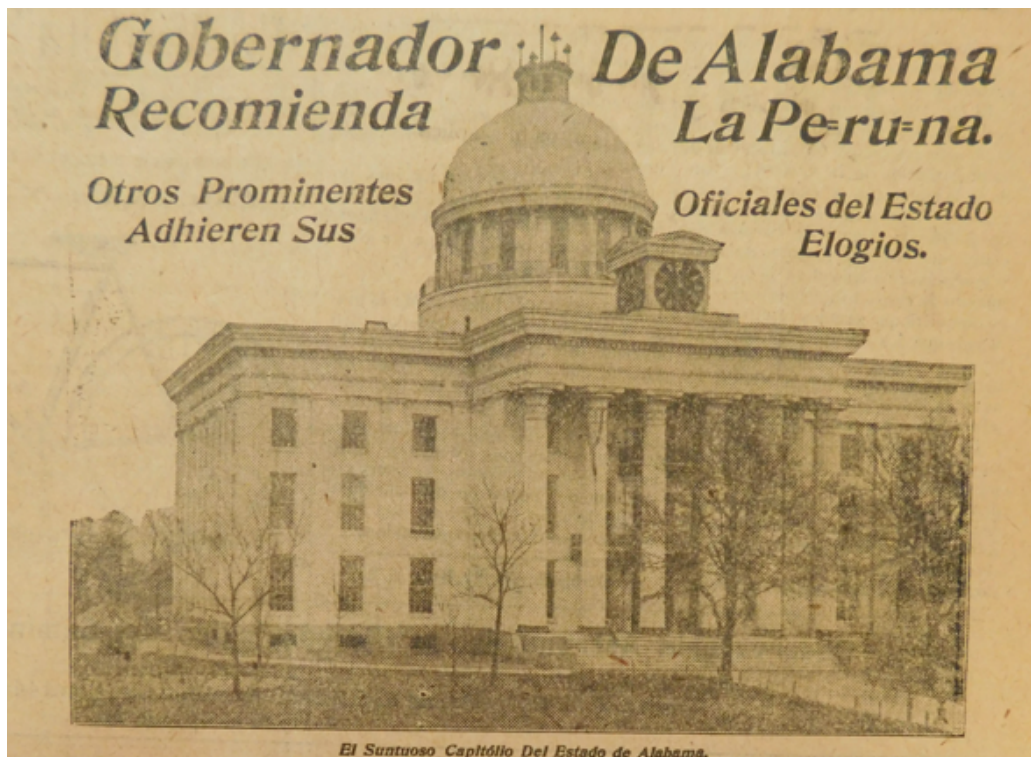 Gobernador De Alabama
Recomienda La Pe=ru=na.
Otros Prominentes Oficiales del Estado
Adhieren Sus Elogios.
El Suntuoso Capitólio Del Estado de Alabama.